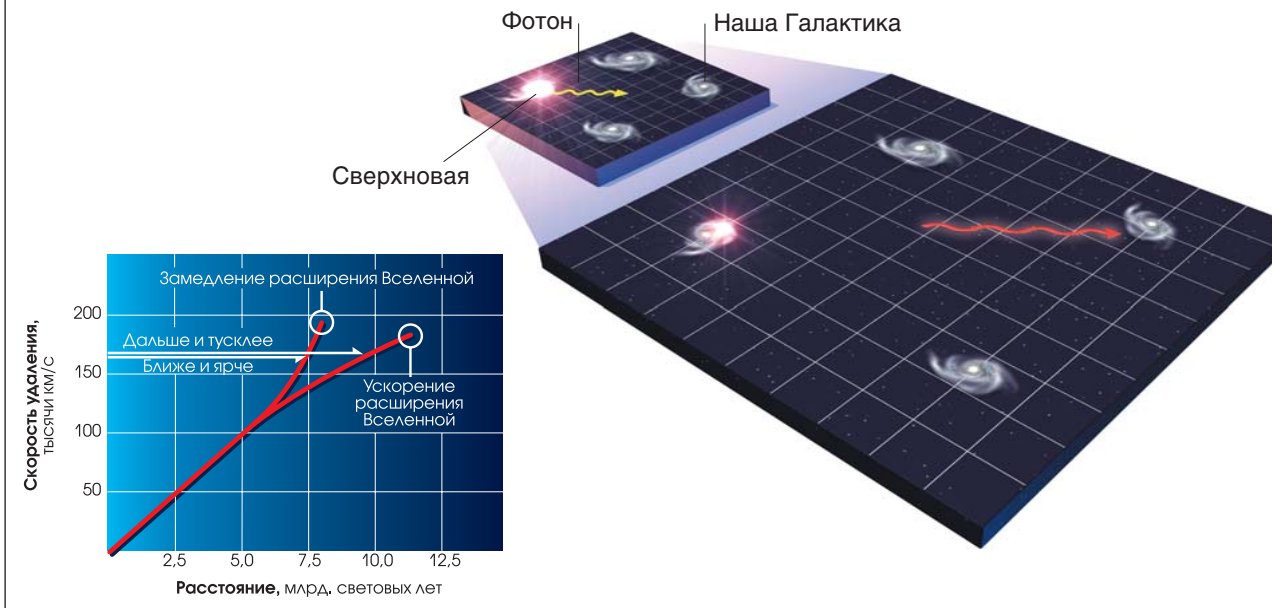 Фотон
Наша Галактика
Сверхновая
Замедление расширения Вселенной
200
Дальше и тусклее
Ближе и ярче
150
Ускорение
расширения
Вселенной
100
50
Скорость удаления,
тысячи км/с
2,5 5,0 7,5 10,0 12,5
Расстояние, млрд. световых лет